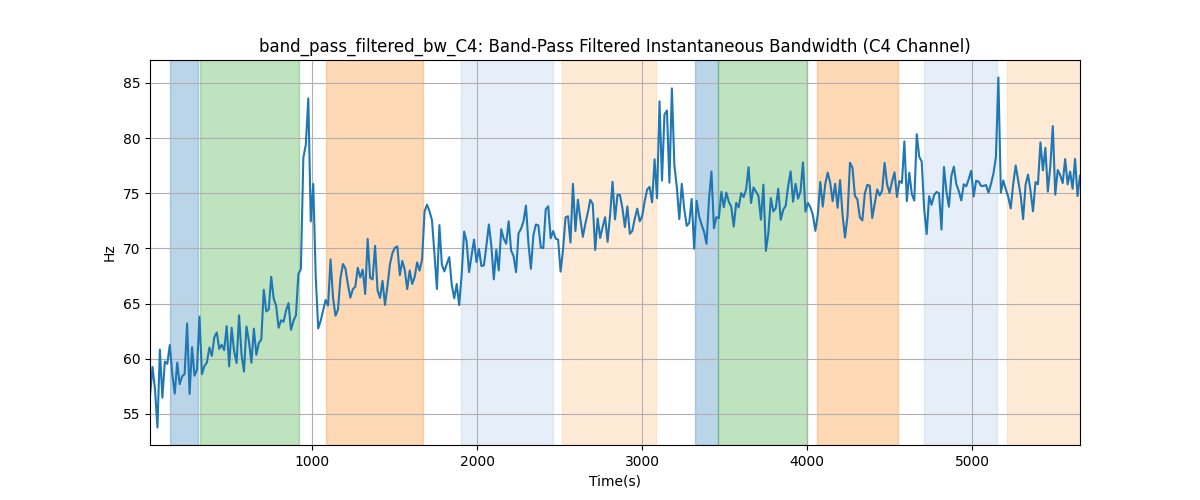 band_pass_filtered_bw_C4: Band-Pass Filtered Instantaneous Bandwidth (C4 Channel)
85
80
75
70
65
60
55
Hz
1000 2000 3000 4000 5000
Time(s)